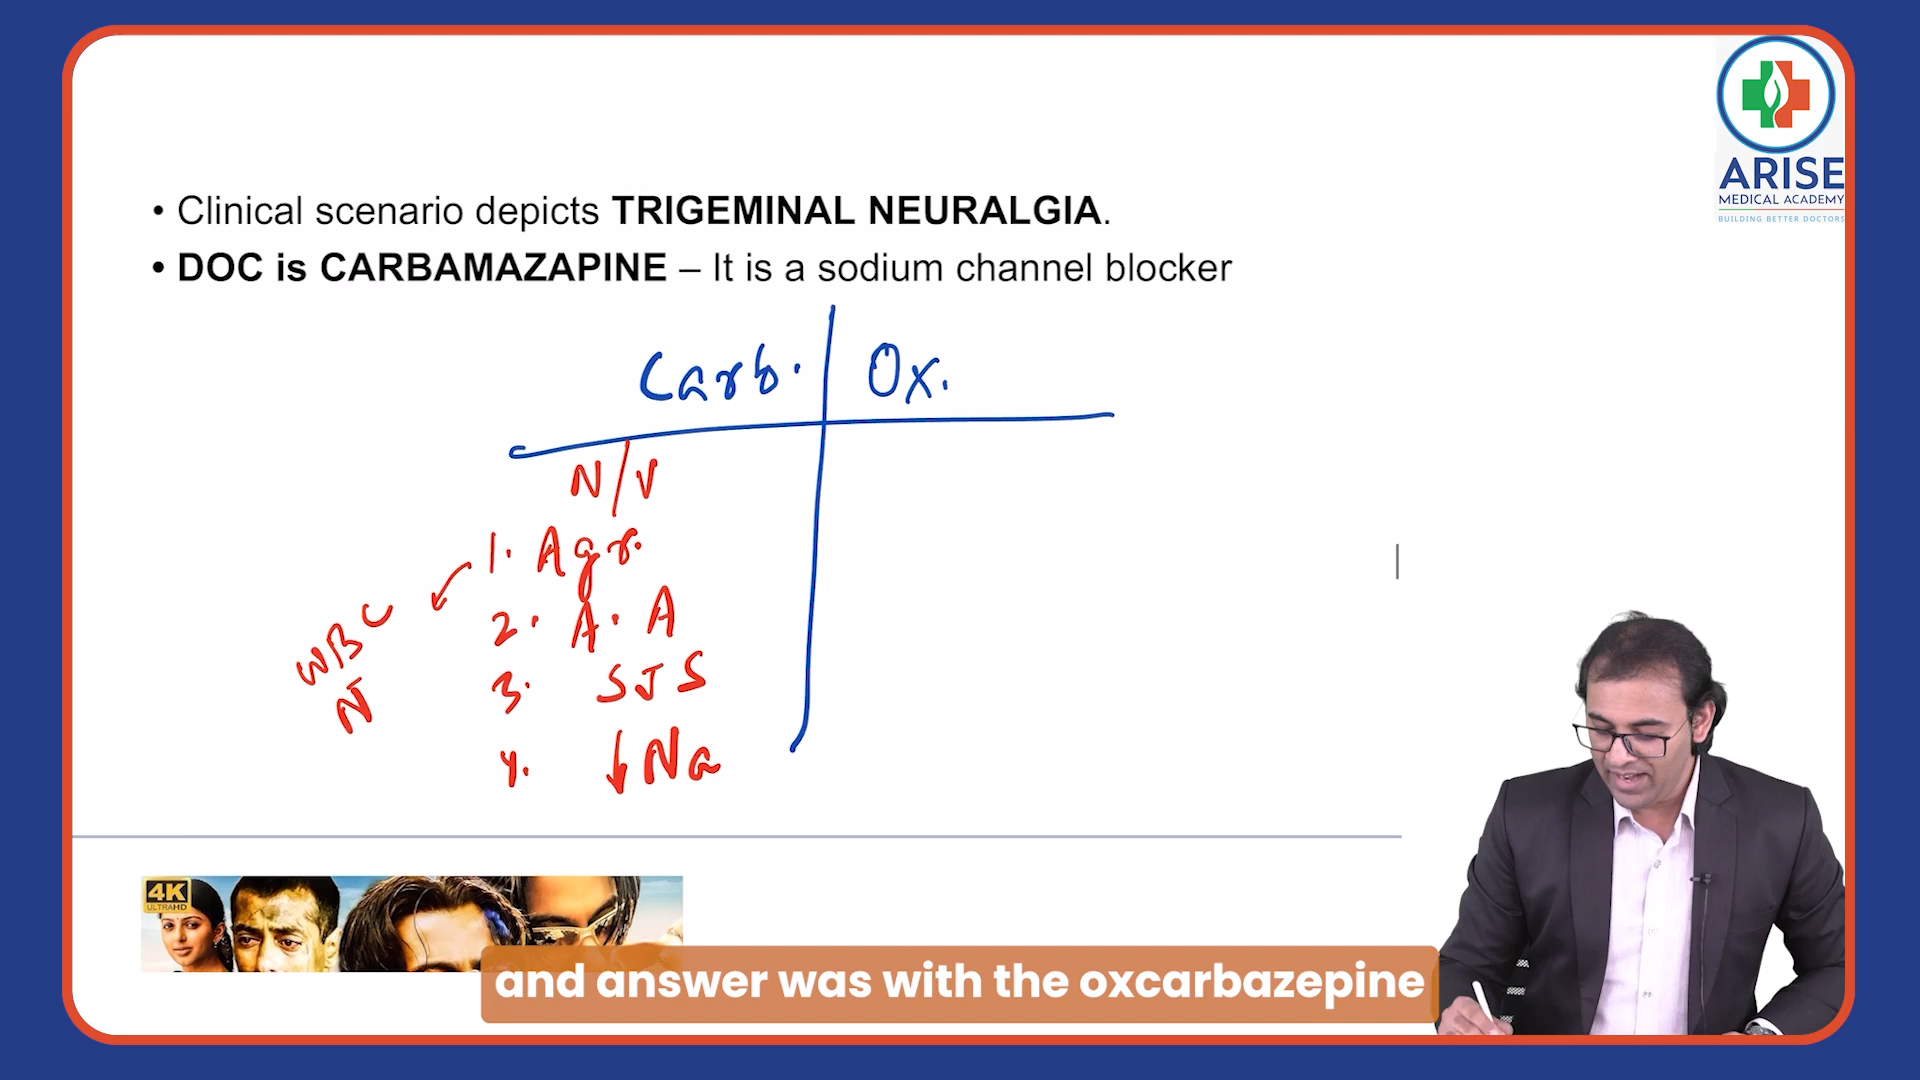 ARISE
MEDICAL ACADEMY
BUILDING BETTER DOCTORS
• Clinical scenario depicts TRIGEMINAL NEURALGIA.
• DOC is CARBAMAZAPINE – It is a sodium channel blocker
Carb. Ox.
N/V
1. Agr.
2. A. A
3. SJS
4. ↓Na
WBC
N
4K
ULTRAHD
and answer was with the oxcarbazepine